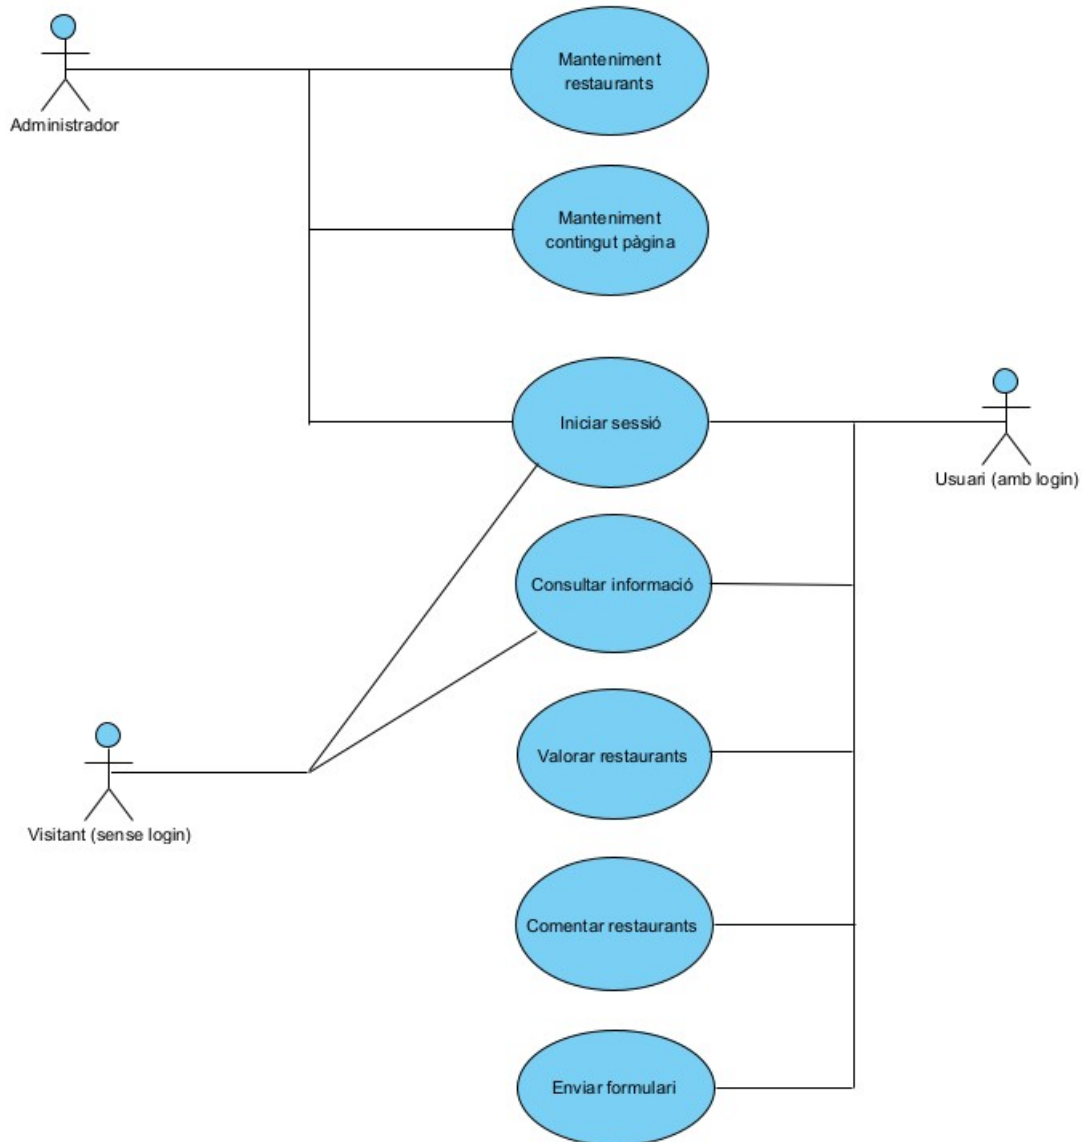 Manteniment
restaurants
Administrador
Manteniment
contingut pàgina
Iniciar sessió
Usuari (amb login)
Consultar informació
Valorar restaurants
Visitant (sense login)
Comentar restaurants
Enviar formulari